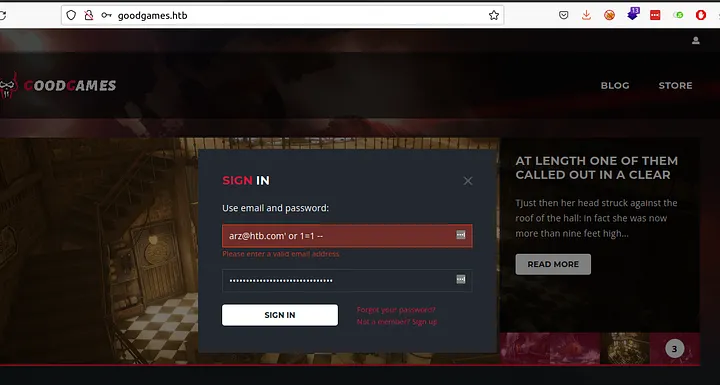 goodgames.htb
13
GOODGAMES
BLOG STORE
SIGN IN
Use email and password:
arz@htb.com' or 1=1 --
Please enter a valid email address.
••••••••••••••••••••••••••••••••
SIGN IN
Forgot your password?
Not a member? Sign up
AT LENGTH ONE OF THEM
CALLED OUT IN A CLEAR
Tjust then her head struck against the
roof of the hall: in fact she was now
more than nine feet high...
READ MORE
3